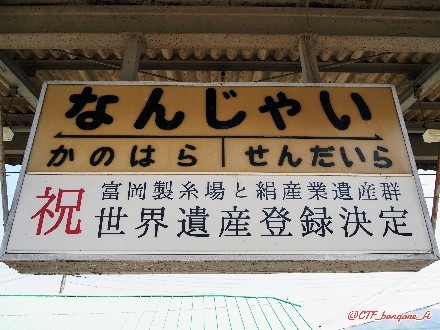 なんじゃい
かのはら せんだいら
祝 富岡製糸場と絹産業遺産群
世界遺産登録決定
@CTF_bongore_A